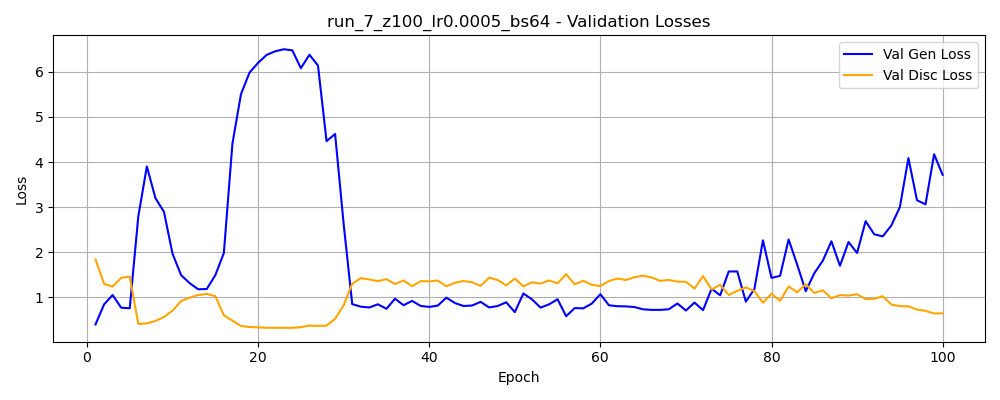 run_7_z100_lr0.0005_bs64 - Validation Losses
Val Gen Loss
Val Disc Loss
Loss
6
5
4
3
2
1
0
20
40
60
80
100
Epoch